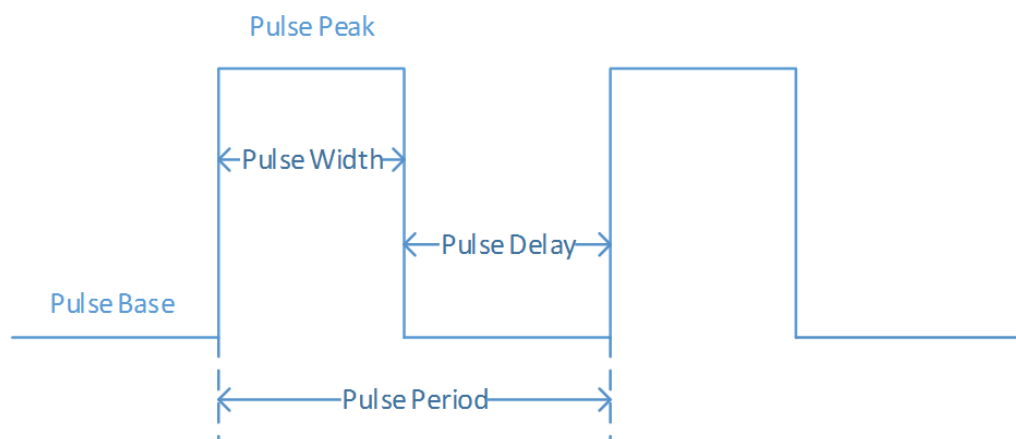 Pulse Peak
Pulse Width
Pulse Delay
Pulse Base
Pulse Period